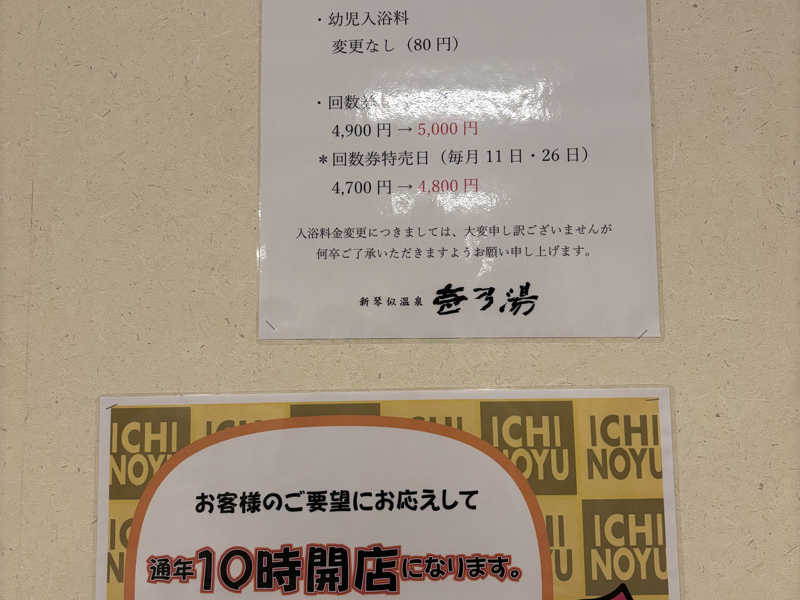 ・幼児入浴料
変更なし（80円）
・回数券
4,900円→5,000円
＊回数券特売日（毎月11日・26日）
4,700円→4,800円
入浴料金変更につきましては、大変申し訳ございませんが
何卒ご了承いただきますようお願い申し上げます。
新琴似温泉 壱乃湯
ICHI ICHI ICHI
NOYU NOYU NOYU
お客様のご要望にお応えして
ICHI
NOYU
通年10時開店になります。